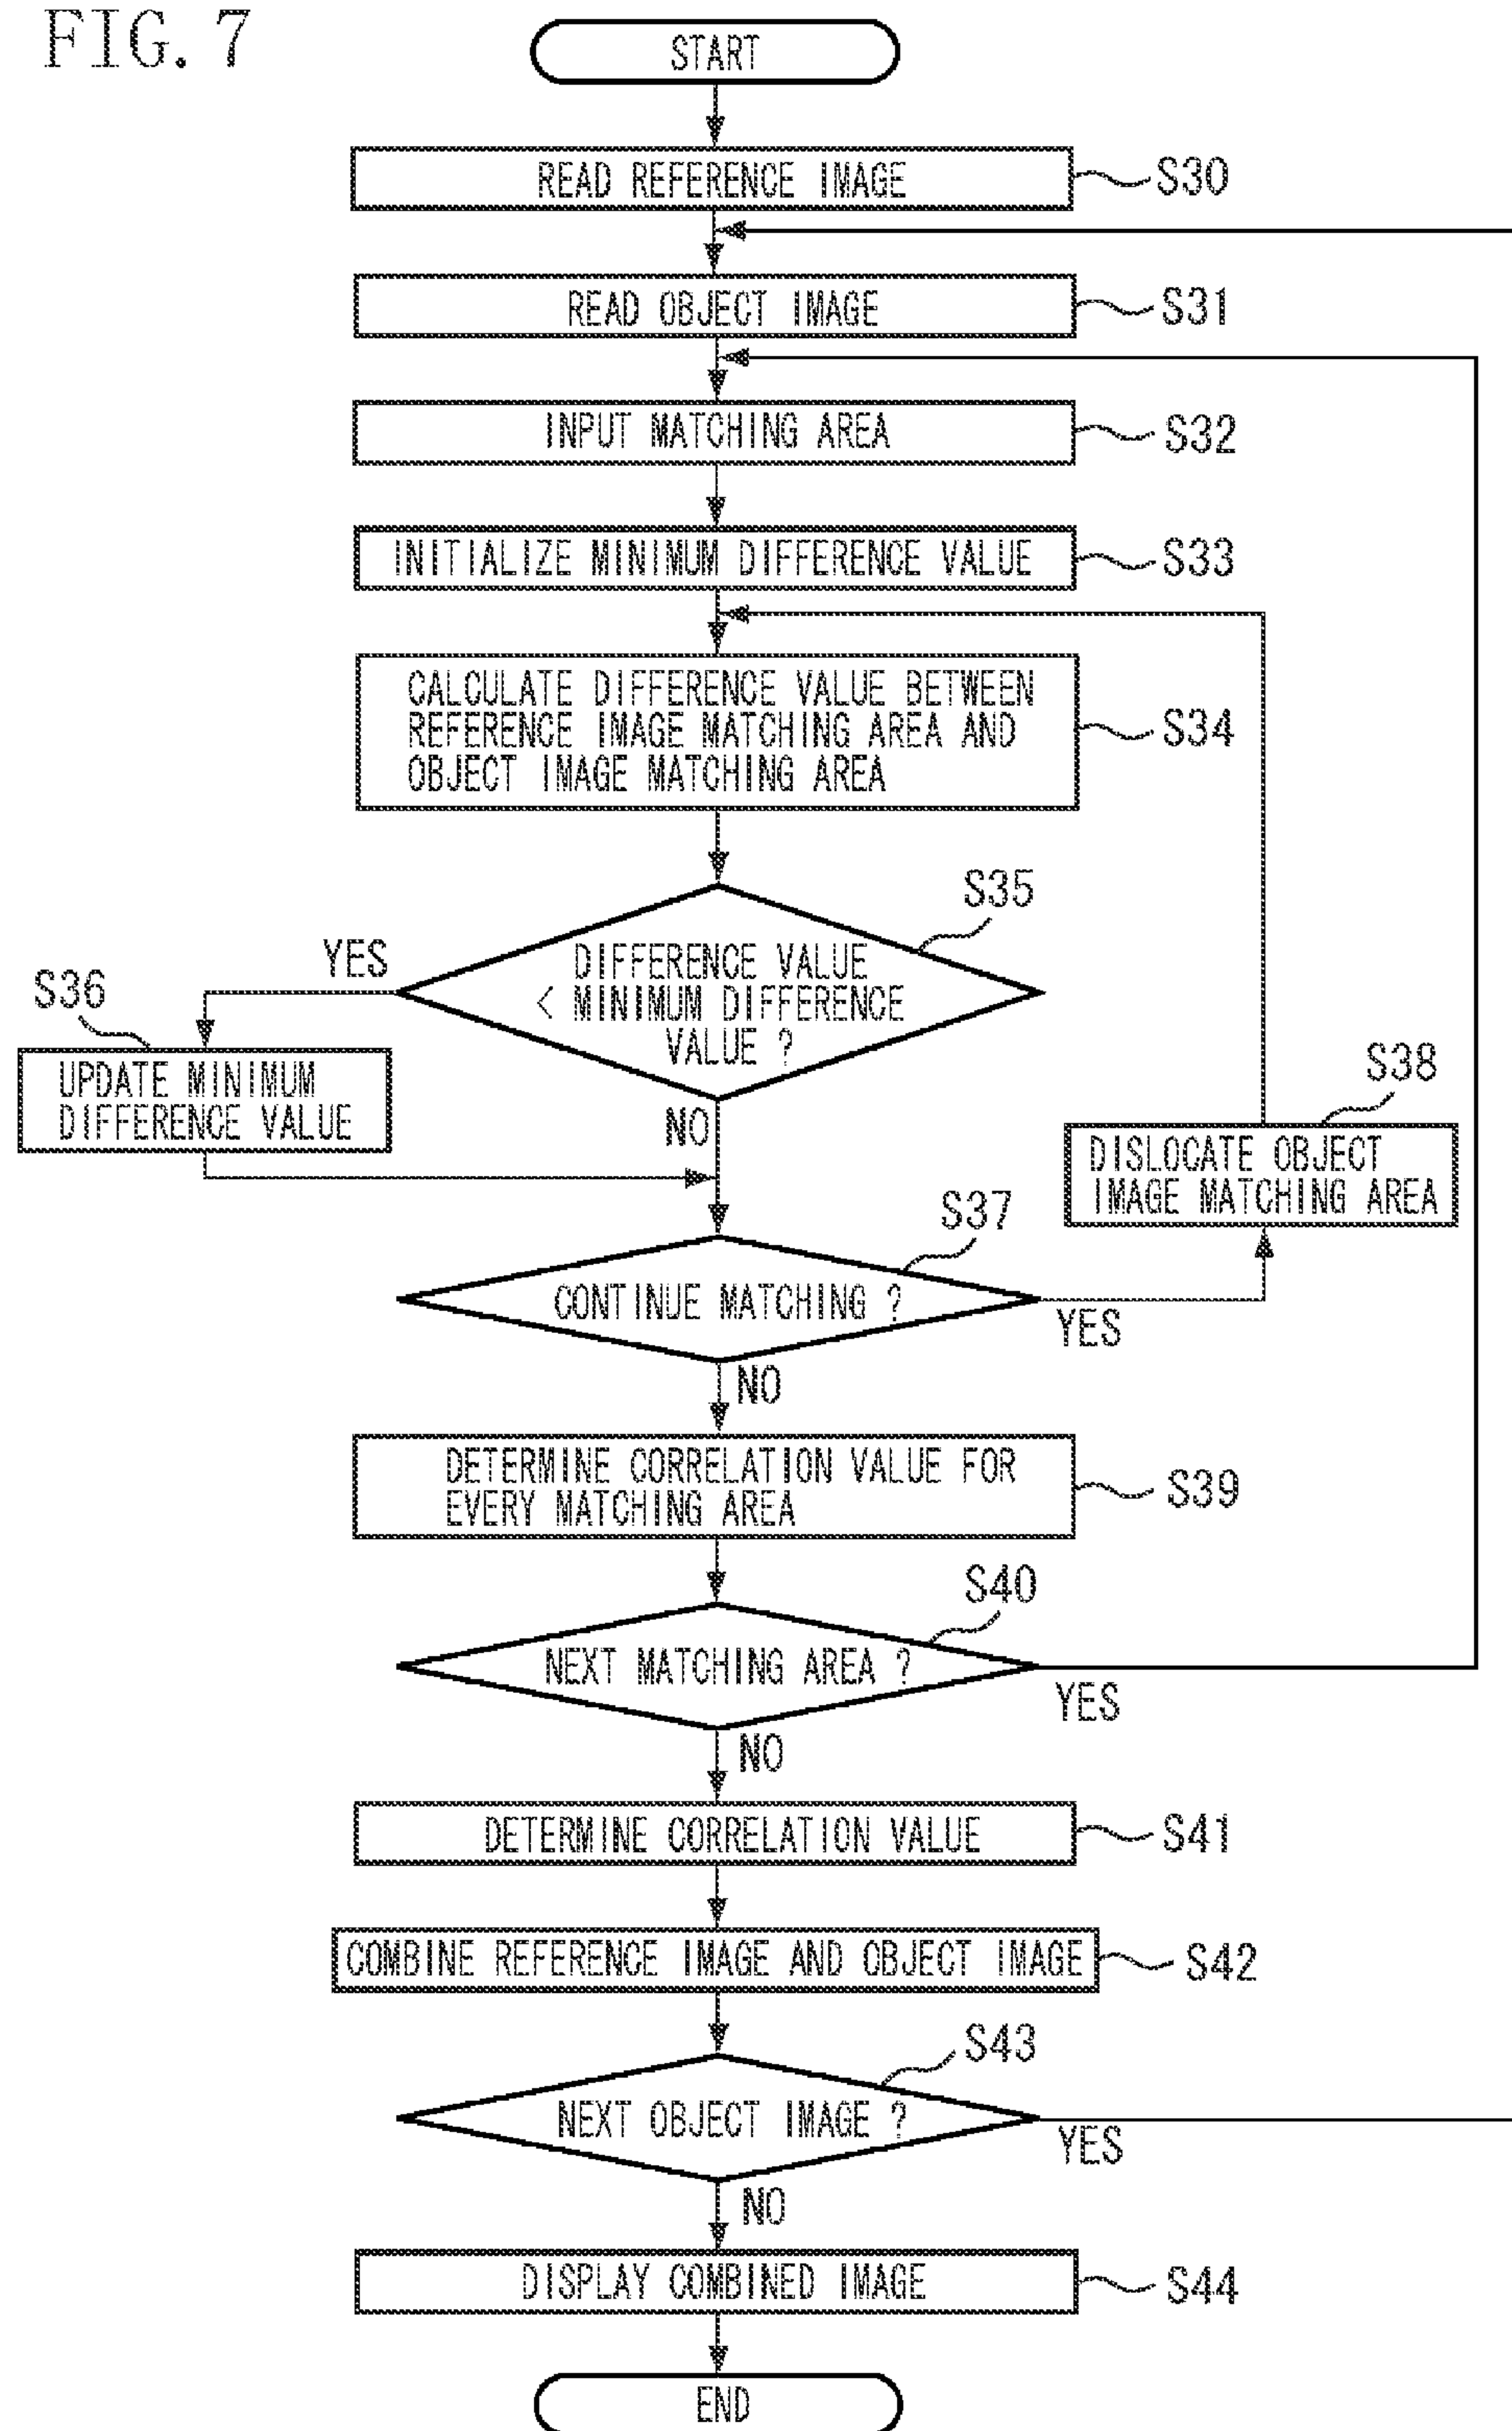 FIG. 7
START
READ REFERENCE IMAGE
S30
READ OBJECT IMAGE
S31
INPUT MATCHING AREA
S32
INITIALIZE MINIMUM DIFFERENCE VALUE
S33
CALCULATE DIFFERENCE VALUE BETWEEN
REFERENCE IMAGE MATCHING AREA AND
OBJECT IMAGE MATCHING AREA
S34
S35
DIFFERENCE VALUE
< MINIMUM DIFFERENCE
VALUE ?
YES
NO
S36
UPDATE MINIMUM
DIFFERENCE VALUE
S38
DISLOCATE OBJECT
IMAGE MATCHING AREA
S37
CONTINUE MATCHING ?
YES
NO
DETERMINE CORRELATION VALUE FOR
EVERY MATCHING AREA
S39
S40
NEXT MATCHING AREA ?
YES
NO
DETERMINE CORRELATION VALUE
S41
COMBINE REFERENCE IMAGE AND OBJECT IMAGE
S42
S43
NEXT OBJECT IMAGE ?
YES
NO
DISPLAY COMBINED IMAGE
S44
END